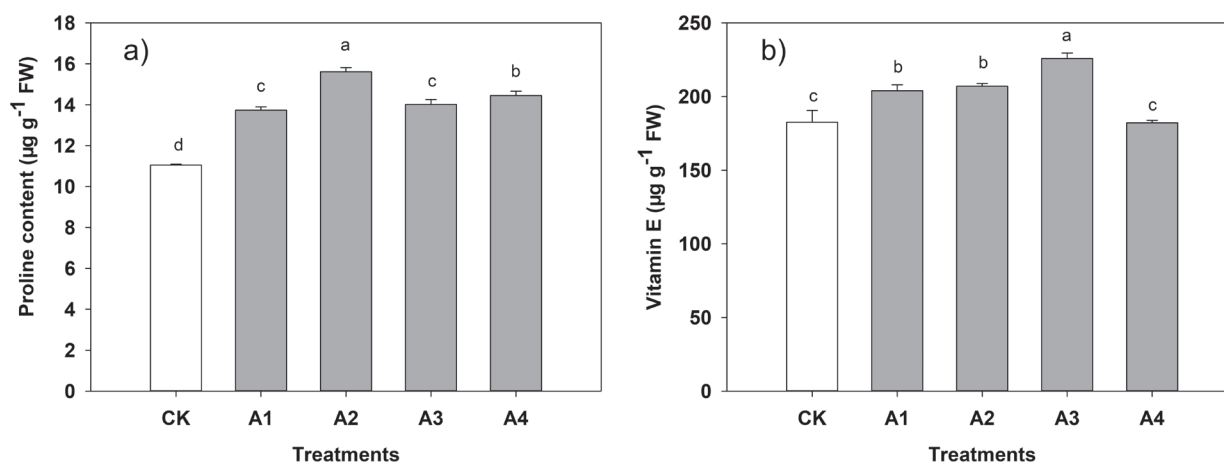 a)
Proline content (µg g-1 FW)
18
16
14
12
10
8
6
4
2
0
d
c
a
c
b
CK A1 A2 A3 A4
Treatments
b)
Vitamin E (µg g-1 FW)
250
200
150
100
50
0
c
b
b
a
c
CK A1 A2 A3 A4
Treatments